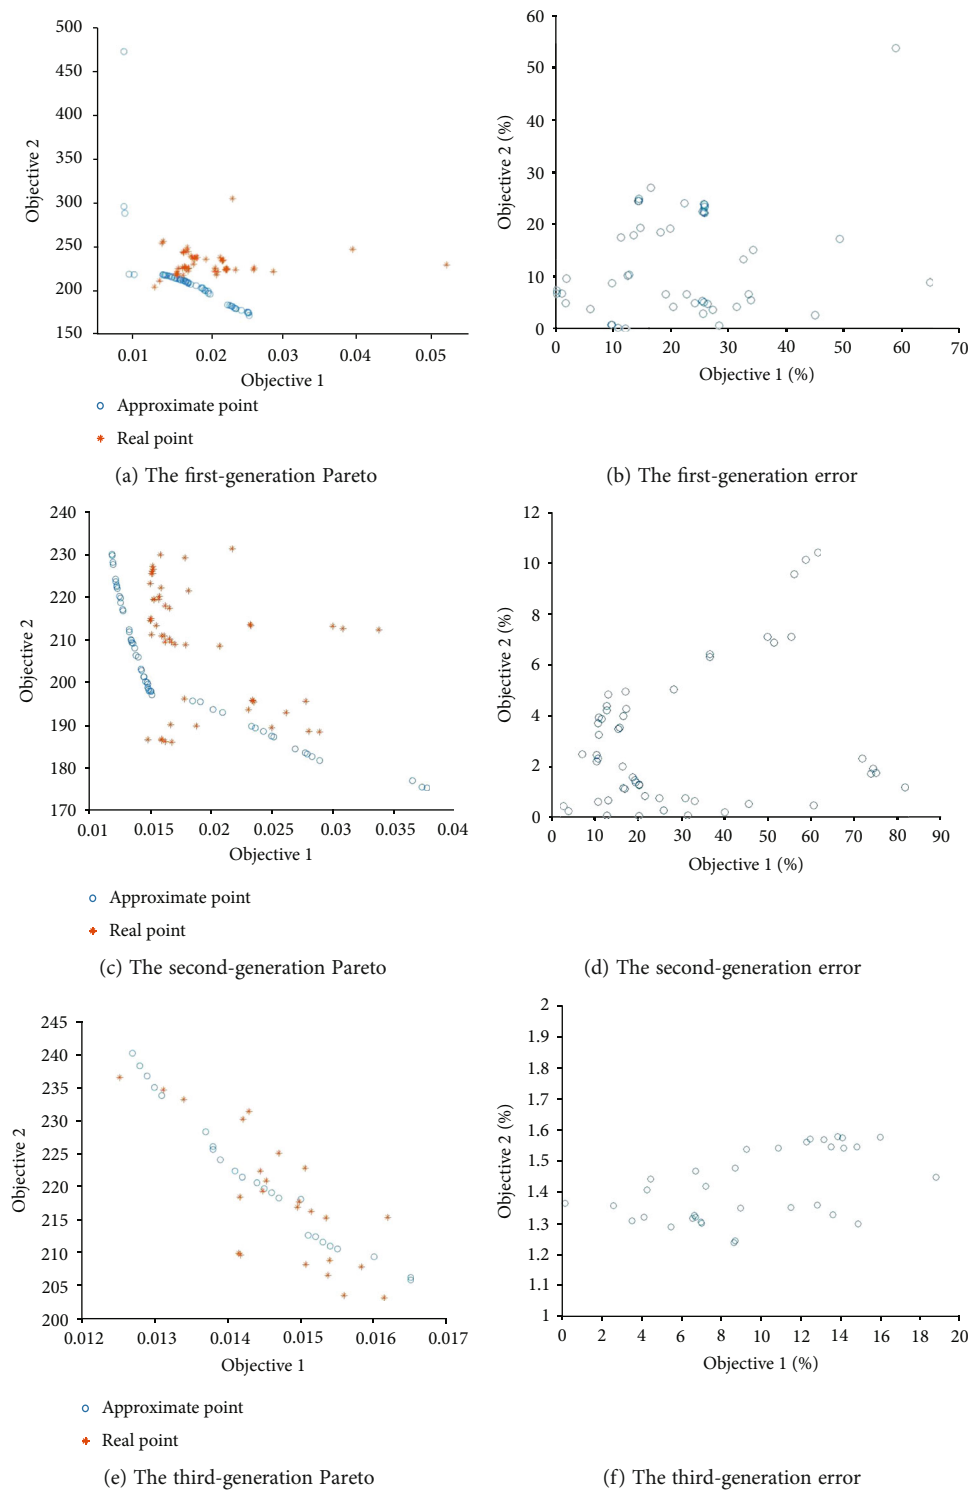 500
450
400
350
300
250
200
150
Objective 2
0.01 0.02 0.03 0.04 0.05
Objective 1
Approximate point
Real point
(a) The first-generation Pareto
60
50
40
30
20
10
0
Objective 2 (%)
0 10 20 30 40 50 60 70
Objective 1 (%)
(b) The first-generation error
240
230
220
210
200
190
180
170
Objective 2
0.01 0.015 0.02 0.025 0.03 0.035 0.04
Objective 1
Approximate point
Real point
(c) The second-generation Pareto
12
10
8
6
4
2
0
Objective 2 (%)
0 10 20 30 40 50 60 70 80 90
Objective 1 (%)
(d) The second-generation error
245
240
235
230
225
220
215
210
205
200
Objective 2
0.012 0.013 0.014 0.015 0.016 0.017
Objective 1
Approximate point
Real point
(e) The third-generation Pareto
2
1.9
1.8
1.7
1.6
1.5
1.4
1.3
1.2
1.1
1
Objective 2 (%)
0 2 4 6 8 10 12 14 16 18 20
Objective 1 (%)
(f) The third-generation error